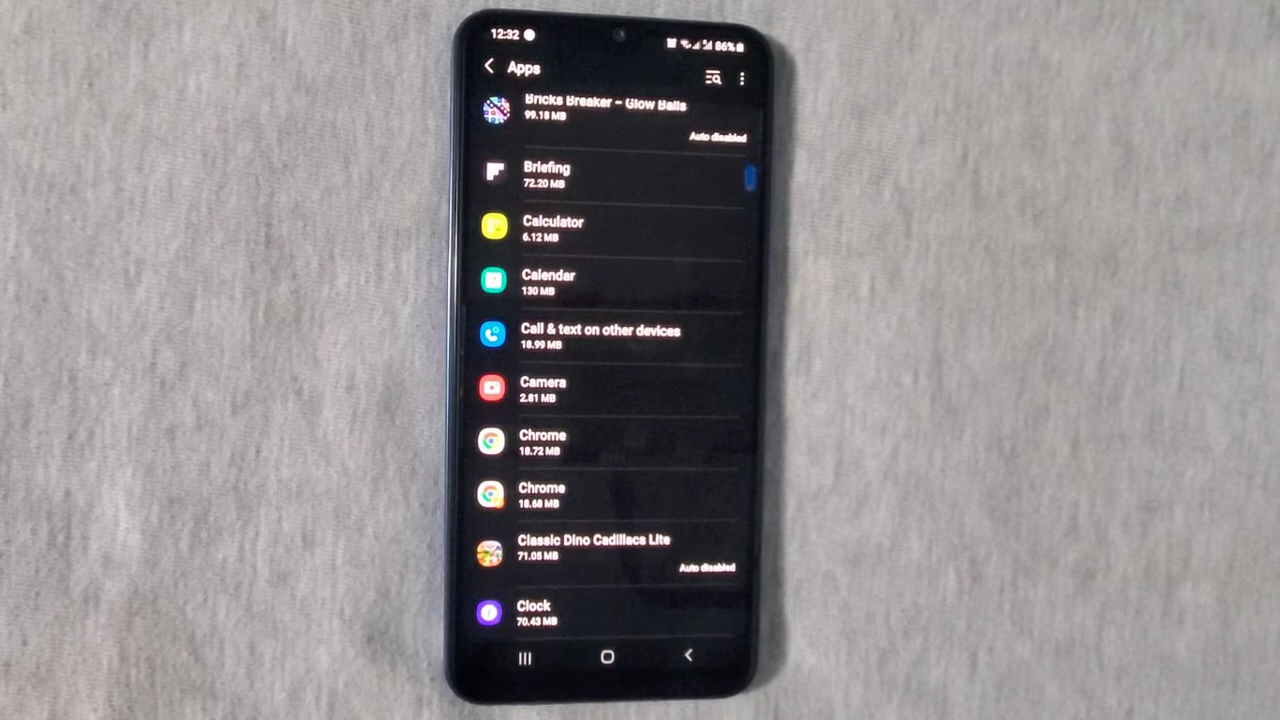 12:32
86%
Apps
Bricks Breaker – Glow Balls
99.18 MB
Auto disabled
Briefing
72.20 MB
Calculator
6.12 MB
Calendar
130 MB
Call & text on other devices
18.99 MB
Camera
2.81 MB
Chrome
18.72 MB
Chrome
18.68 MB
Classic Dino Cadillacs Lite
71.05 MB
Auto disabled
Clock
70.43 MB